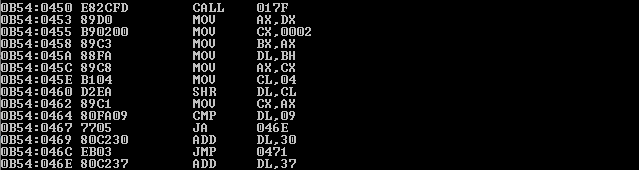 0B54:0450 E82CFD CALL 017F
0B54:0453 89D0 MOV AX,DX
0B54:0455 B90200 MOV CX,0002
0B54:0458 89C3 MOV BX,AX
0B54:045A 88FA MOV DL,BH
0B54:045C 89C8 MOV AX,CX
0B54:045E B104 MOV CL,04
0B54:0460 D2EA SHR DL,CL
0B54:0462 89C1 MOV CX,AX
0B54:0464 80FA09 CMP DL,09
0B54:0467 7705 JA 046E
0B54:0469 80C230 ADD DL,30
0B54:046C EB03 JMP 0471
0B54:046E 80C237 ADD DL,37